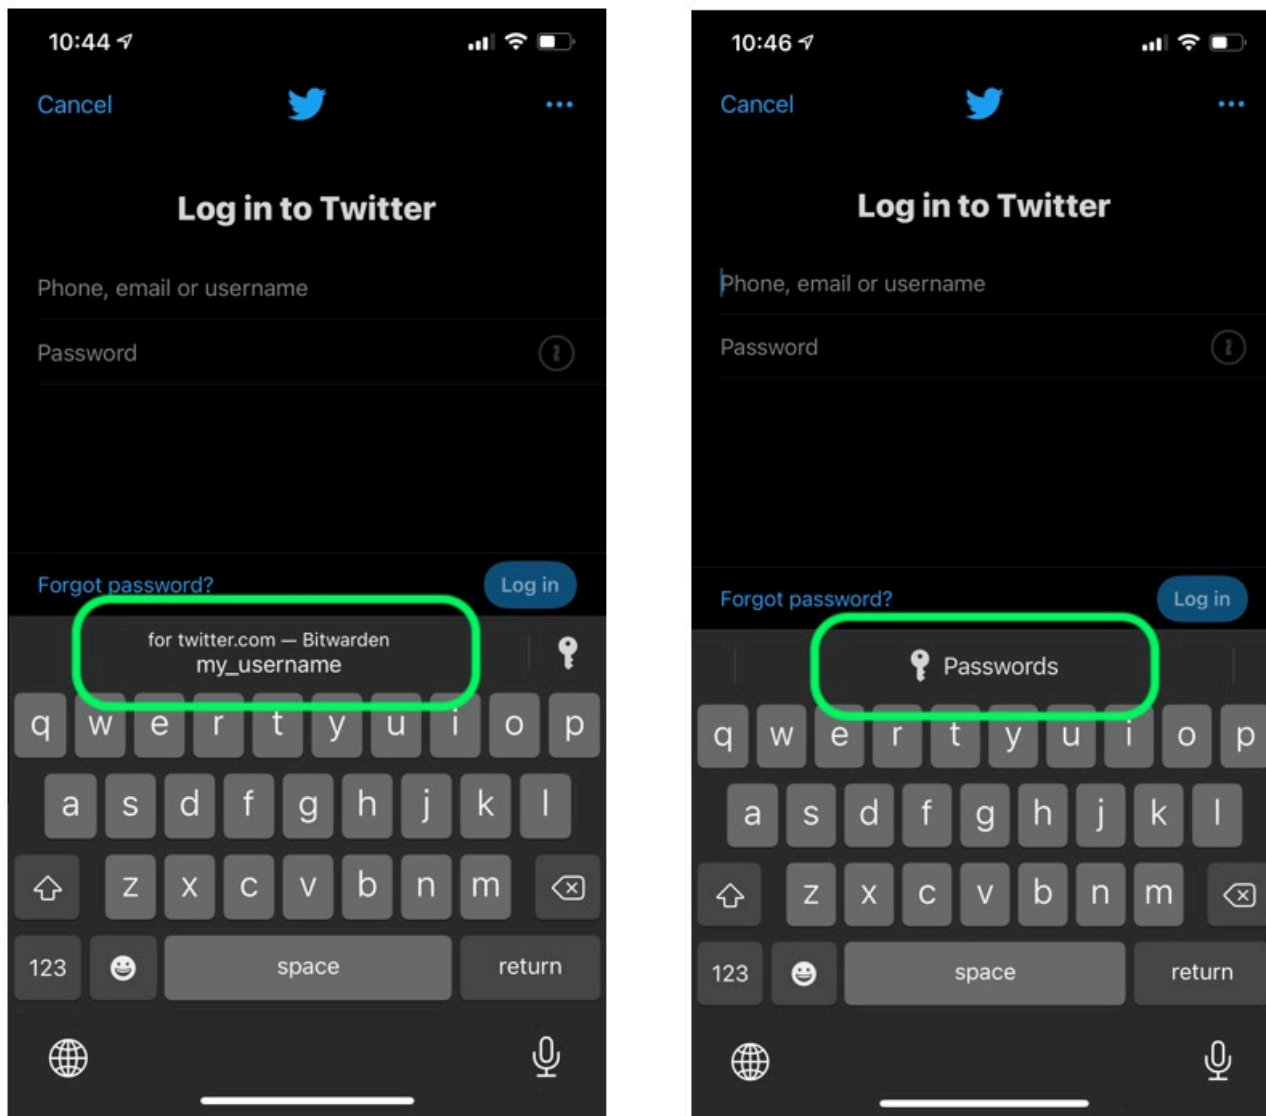 10:44
Cancel
Log in to Twitter
Phone, email or username
Password
Forgot password?
Log in
for twitter.com — Bitwarden
my_username
q w e r t y u i o p
a s d f g h j k l
z x c v b n m
123
space
return
10:46
Cancel
Log in to Twitter
Phone, email or username
Password
Forgot password?
Log in
Passwords
q w e r t y u i o p
a s d f g h j k l
z x c v b n m
123
space
return